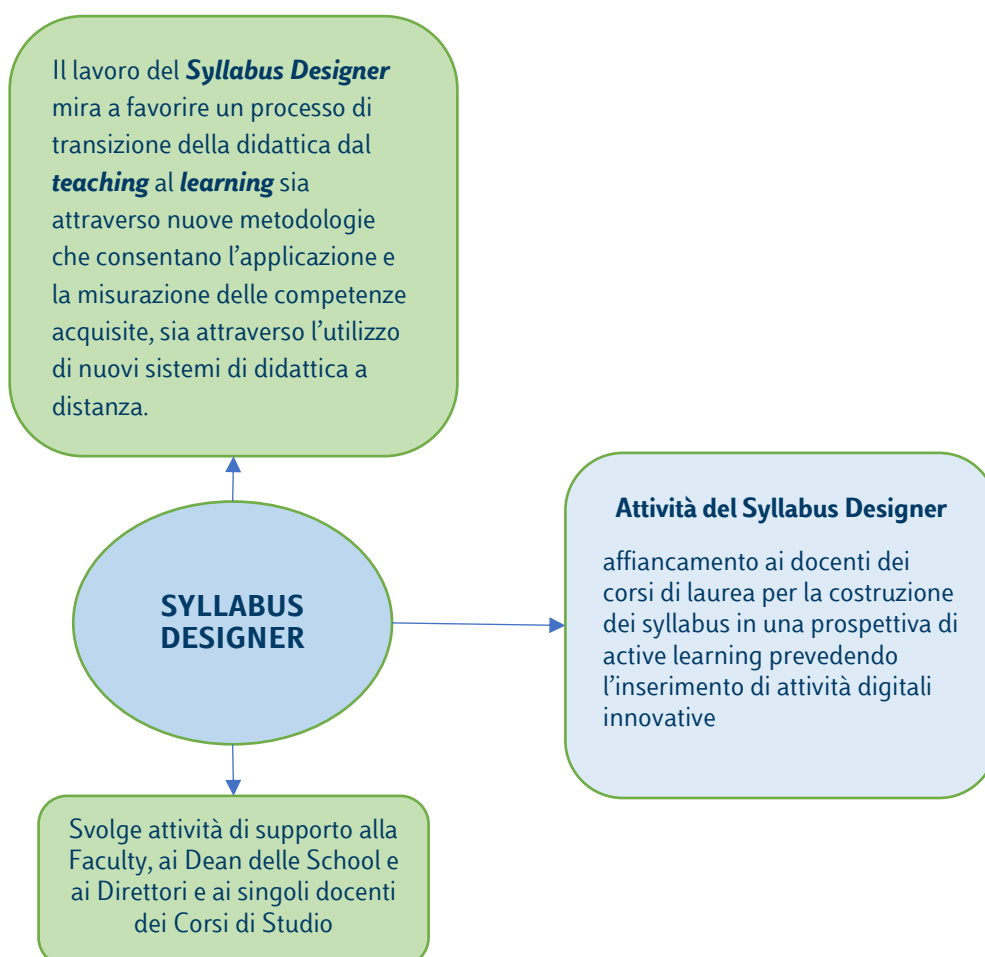 Il lavoro del Syllabus Designer
mira a favorire un processo di
transizione della didattica dal
teaching al learning sia
attraverso nuove metodologie
che consentano l’applicazione e
la misurazione delle competenze
acquisite, sia attraverso l’utilizzo
di nuovi sistemi di didattica a
distanza.
SYLLABUS
DESIGNER
Attività del Syllabus Designer
affiancamento ai docenti dei
corsi di laurea per la costruzione
dei syllabus in una prospettiva di
active learning prevedendo
l’inserimento di attività digitali
innovative
Svolge attività di supporto alla
Faculty, ai Dean delle School e
ai Direttori e ai singoli docenti
dei Corsi di Studio